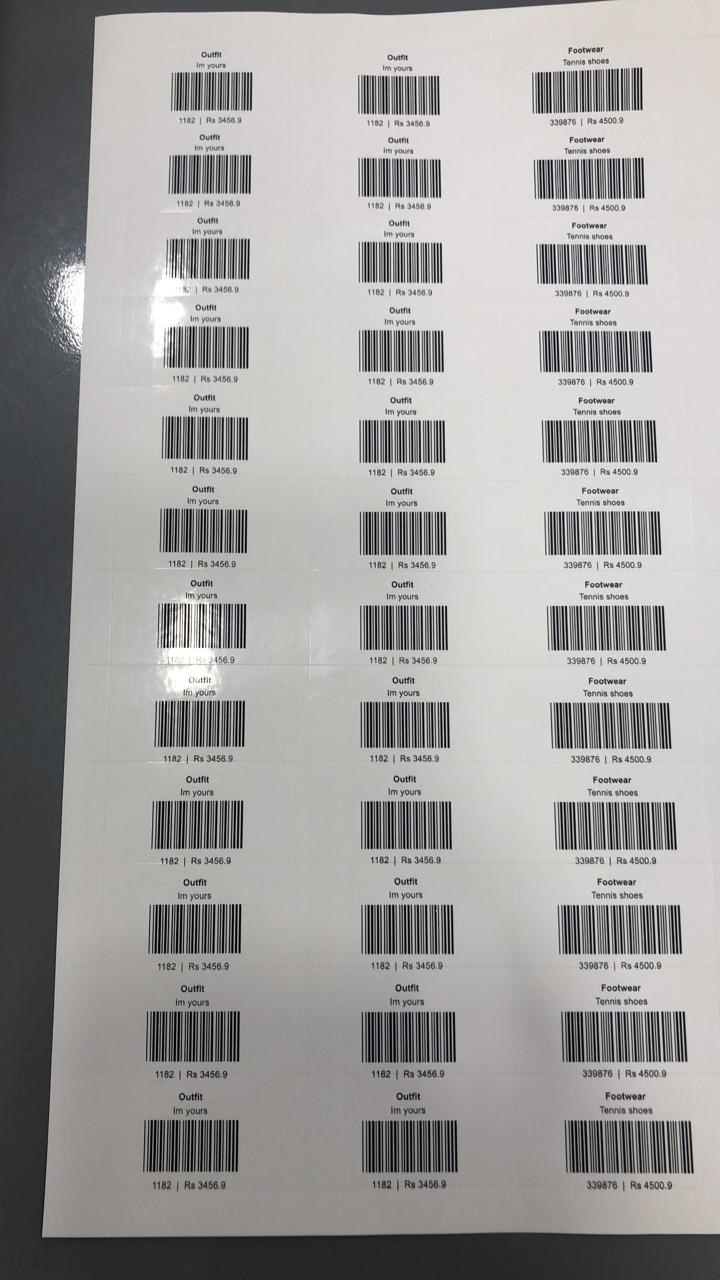 Outfit
Im yours
1182 | Rs 3456.9
Outfit
Im yours
1182 | Rs 3456.9
Footwear
Tennis shoes
339876 | Rs 4500.9
Outfit
Im yours
1182 | Rs 3456.9
Outfit
Im yours
1182 | Rs 3456.9
Footwear
Tennis shoes
339876 | Rs 4500.9
Outfit
Im yours
| Rs 3456.9
Outfit
Im yours
1182 | Rs 3456.9
Footwear
Tennis shoes
339876 | Rs 4500.9
Outfit
Im yours
1182 | Rs 3456.9
Outfit
Im yours
1182 | Rs 3456.9
Footwear
Tennis shoes
339876 | Rs 4500.9
Outfit
Im yours
1182 | Rs 3456.9
Outfit
Im yours
1182 | Rs 3456.9
Footwear
Tennis shoes
339876 | Rs 4500.9
Outfit
Im yours
1182 | Rs 3456.9
Outfit
Im yours
1182 | Rs 3456.9
Footwear
Tennis shoes
339876 | Rs 4500.9
Outfit
Im yours
1182 | Rs 3456.9
Outfit
Im yours
1182 | Rs 3456.9
Footwear
Tennis shoes
339876 | Rs 4500.9
Outfit
Im yours
1182 | Rs 3456.9
Outfit
Im yours
1182 | Rs 3456.9
Footwear
Tennis shoes
339876 | Rs 4500.9
Outfit
Im yours
1182 | Rs 3456.9
Outfit
Im yours
1182 | Rs 3456.9
Footwear
Tennis shoes
339876 | Rs 4500.9
Outfit
Im yours
1182 | Rs 3456.9
Outfit
Im yours
1182 | Rs 3456.9
Footwear
Tennis shoes
339876 | Rs 4500.9
Outfit
Im yours
1182 | Rs 3456.9
Outfit
Im yours
1182 | Rs 3456.9
Footwear
Tennis shoes
339876 | Rs 4500.9
Outfit
Im yours
1182 | Rs 3456.9
Outfit
Im yours
1182 | Rs 3456.9
Footwear
Tennis shoes
339876 | Rs 4500.9